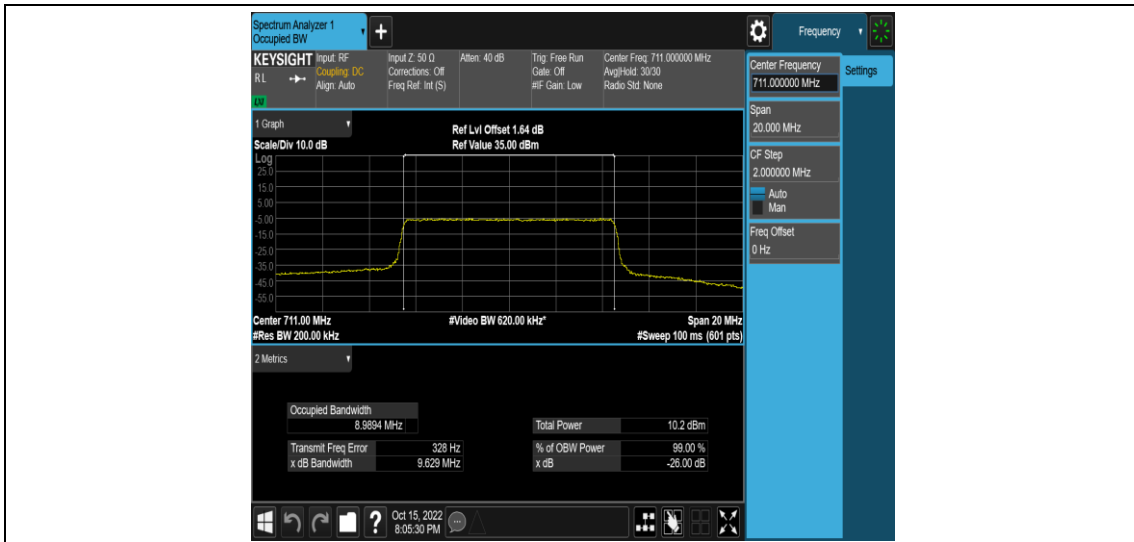 Spectrum Analyzer 1
Occupied BW
+
Frequency
KEYSIGHT
RL
Input: RF
Coupling: DC
Align: Auto
Input Z: 50 Ω
Corrections: Off
Freq Ref: Int (S)
Atten: 40 dB
Trig: Free Run
Gate: Off
#IF Gain: Low
Center Freq: 711.000000 MHz
Avg|Hold: 30/30
Radio Std: None
Center Frequency
711.000000 MHz
Settings
Span
20.000 MHz
CF Step
2.000000 MHz
Auto
Man
Freq Offset
0 Hz
1 Graph
Scale/Div 10.0 dB
Ref Lvl Offset 1.64 dB
Ref Value 35.00 dBm
Log
25.0
15.0
5.00
-5.00
-15.0
-25.0
-35.0
-45.0
-55.0
Center 711.00 MHz
#Res BW 200.00 kHz
#Video BW 620.00 kHz*
Span 20 MHz
#Sweep 100 ms (601 pts)
2 Metrics
Occupied Bandwidth
8.9894 MHz
Total Power 10.2 dBm
Transmit Freq Error 328 Hz
% of OBW Power 99.00 %
x dB Bandwidth 9.629 MHz
x dB -26.00 dB
?
Oct 15, 2022
8:05:30 PM